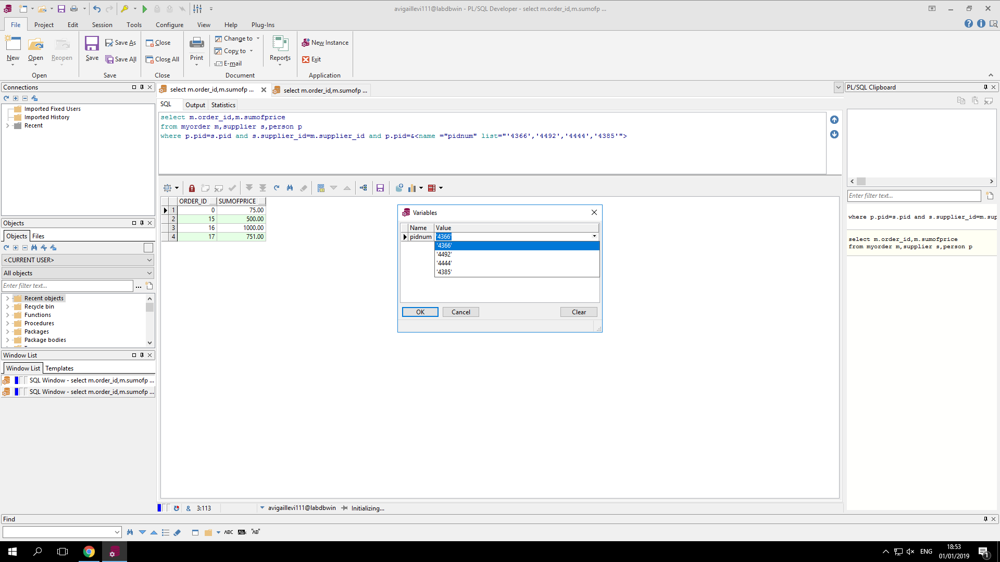 avigaillevi111@labdbwin - PL/SQL Developer - select m.order_id,m.sumofp ...
File Project Edit Session Tools Configure View Help Plug-Ins
New Open Reopen
Open
Save Save As Save All
Save
Close Close All
Close
Print Change to Copy to E-mail Reports
Document
New Instance
Exit
Application
Connections
Imported Fixed Users
Imported History
Recent
Objects
Objects Files
<CURRENT USER>
All objects
Enter filter text...
Recent objects
Recycle bin
Functions
Procedures
Packages
Package bodies
Window List
Window List Templates
SQL Window - select m.order_id,m.sumofp ...
SQL Window - select m.order_id,m.sumofp ...
select m.order_id,m.sumofp ... select m.order_id,m.sumofp ...
SQL Output Statistics
select m.order_id,m.sumofprice
from myorder m,supplier s,person p
where p.pid=s.pid and s.supplier_id=m.supplier_id and p.pid=&<name ="pidnum" list="'4366','4492','4444','4385'">
ORDER_ID SUMOFPRICE
1 0 75.00
2 15 500.00
3 16 1000.00
4 17 751.00
Variables
Name Value
pidnum '4366'
'4366'
'4492'
'4444'
'4385'
OK Cancel Clear
& 3:113 avigaillevi111@labdbwin Initializing...
PL/SQL Clipboard
Enter filter text...
where p.pid=s.pid and s.supplier_id=m.sup
select m.order_id,m.sumofprice
from myorder m,supplier s,person p
Find
ABC AB "AB"
ENG
18:53
01/01/2019
1